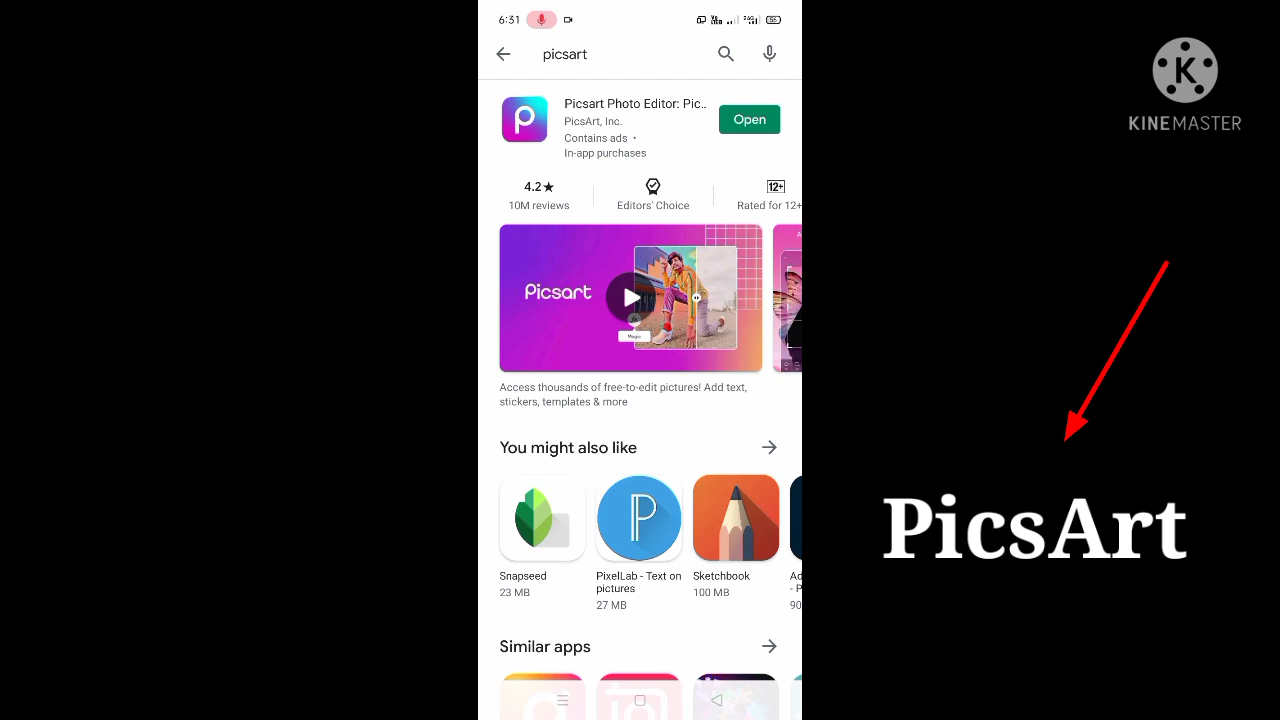 6:31
picsart
Picsart Photo Editor: Pic..
PicsArt, Inc.
Contains ads •
In-app purchases
Open
4.2★
10M reviews
Editors' Choice
12+
Rated for 12+
Picsart
Magic
Access thousands of free-to-edit pictures! Add text,
stickers, templates & more
You might also like
Snapseed
23 MB
PixelLab - Text on
pictures
27 MB
Sketchbook
100 MB
Ad
- P
90
Similar apps
K
KINEMASTER
PicsArt